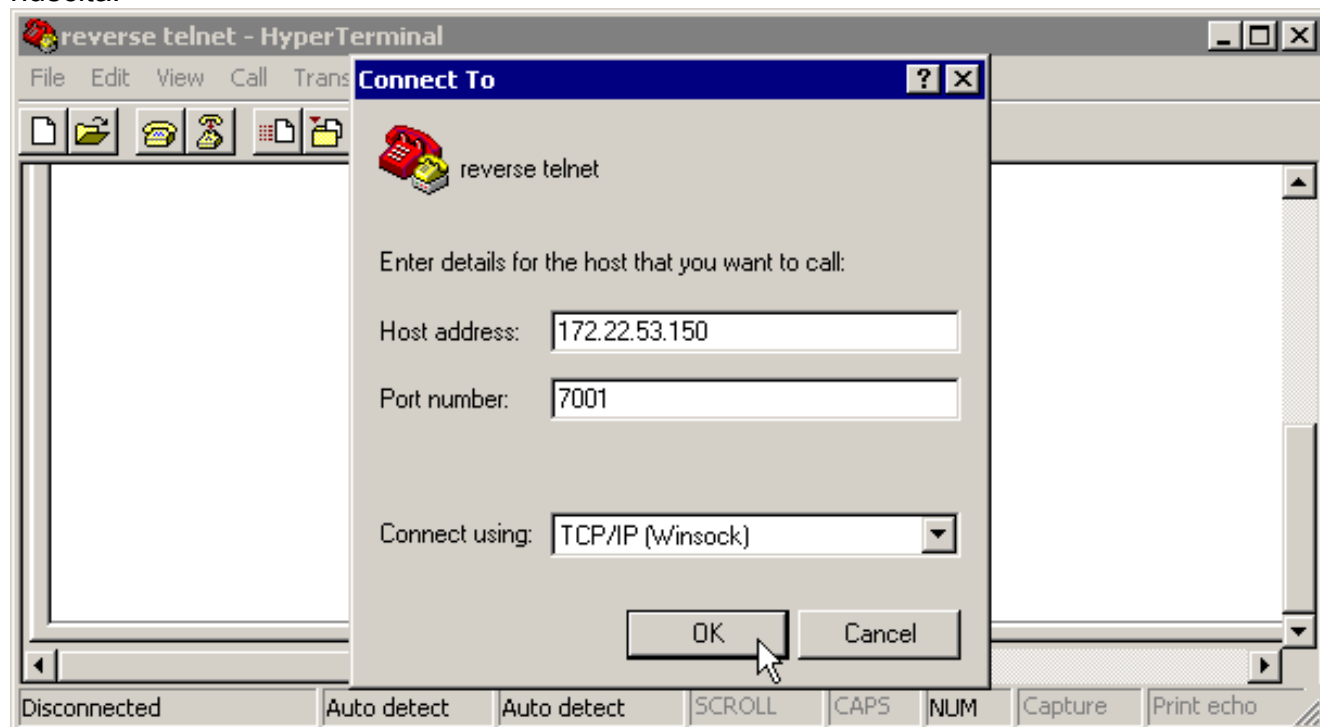 reverse telnet - HyperTerminal
File Edit View Call Trans
Connect To
reverse telnet
Enter details for the host that you want to call:
Host address: 172.22.53.150
Port number: 7001
Connect using: TCP/IP (Winsock)
OK Cancel
Disconnected Auto detect Auto detect SCROLL CAPS NUM Capture Print echo